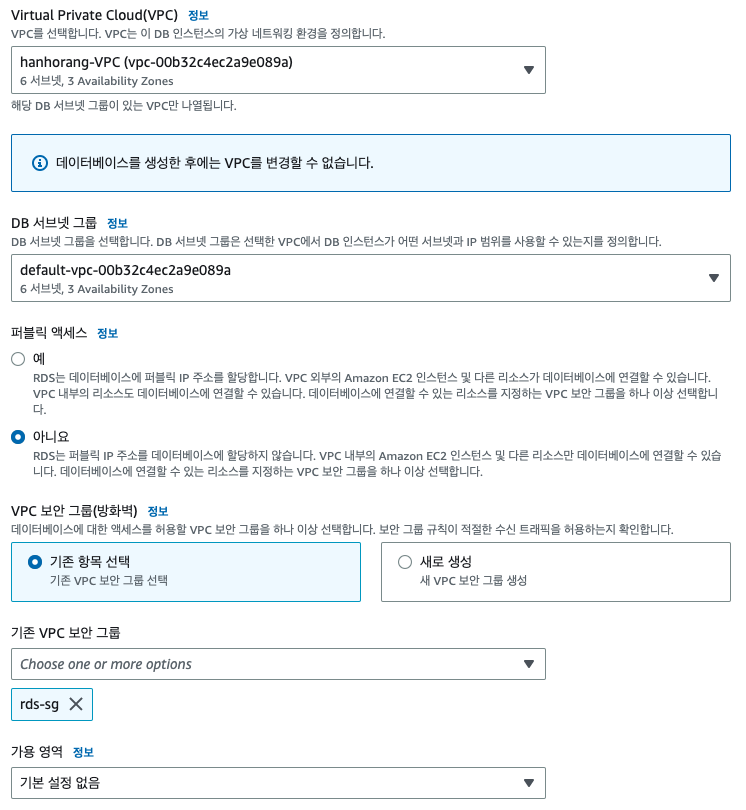 Virtual Private Cloud(VPC) 정보
VPC를 선택합니다. VPC는 이 DB 인스턴스의 가상 네트워킹 환경을 정의합니다.
hanhorang-VPC (vpc-00b32c4ec2a9e089a)
6 서브넷, 3 Availability Zones
해당 DB 서브넷 그룹이 있는 VPC만 나열됩니다.
데이터베이스를 생성한 후에는 VPC를 변경할 수 없습니다.
DB 서브넷 그룹 정보
DB 서브넷 그룹을 선택합니다. DB 서브넷 그룹은 선택한 VPC에서 DB 인스턴스가 어떤 서브넷과 IP 범위를 사용할 수 있는지를 정의합니다.
default-vpc-00b32c4ec2a9e089a
6 서브넷, 3 Availability Zones
퍼블릭 액세스 정보
예
RDS는 데이터베이스에 퍼블릭 IP 주소를 할당합니다. VPC 외부의 Amazon EC2 인스턴스 및 다른 리소스가 데이터베이스에 연결할 수 있습니다.
VPC 내부의 리소스도 데이터베이스에 연결할 수 있습니다. 데이터베이스에 연결할 수 있는 리소스를 지정하는 VPC 보안 그룹을 하나 이상 선택합니
다.
아니요
RDS는 퍼블릭 IP 주소를 데이터베이스에 할당하지 않습니다. VPC 내부의 Amazon EC2 인스턴스 및 다른 리소스만 데이터베이스에 연결할 수 있습
니다. 데이터베이스에 연결할 수 있는 리소스를 지정하는 VPC 보안 그룹을 하나 이상 선택합니다.
VPC 보안 그룹(방화벽) 정보
데이터베이스에 대한 액세스를 허용할 VPC 보안 그룹을 하나 이상 선택합니다. 보안 그룹 규칙이 적절한 수신 트래픽을 허용하는지 확인합니다.
기존 항목 선택
기존 VPC 보안 그룹 선택
새로 생성
새 VPC 보안 그룹 생성
기존 VPC 보안 그룹
Choose one or more options
rds-sg
가용 영역 정보
기본 설정 없음